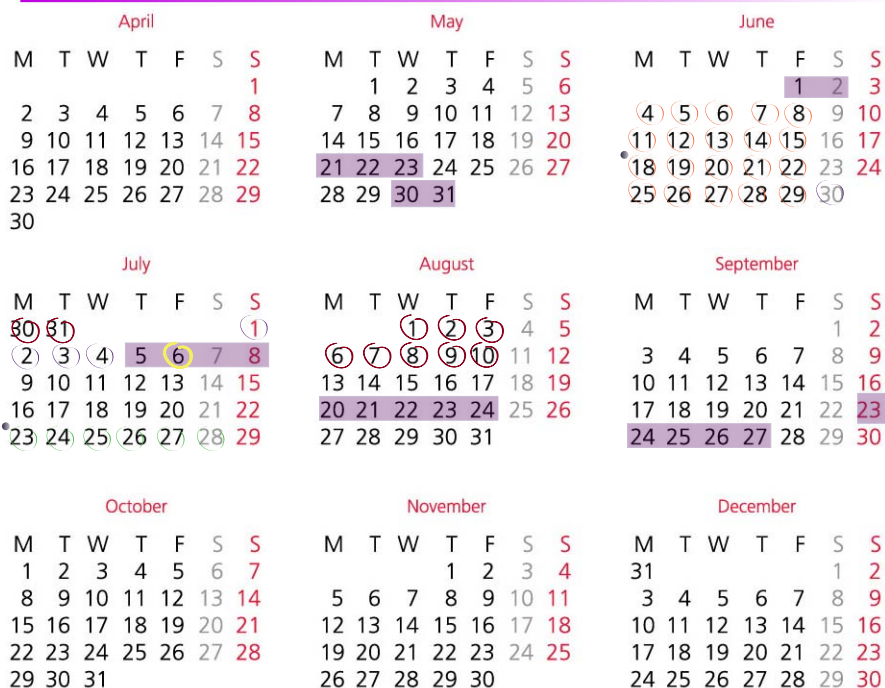 April May June
M T W T F S S M T W T F S S M T W T F S S
1 1 2 3 4 5 6 1 2 3
2 3 4 5 6 7 8 7 8 9 10 11 12 13 4 5 6 7 8 9 10
9 10 11 12 13 14 15 14 15 16 17 18 19 20 11 12 13 14 15 16 17
16 17 18 19 20 21 22 21 22 23 24 25 26 27 18 19 20 21 22 23 24
23 24 25 26 27 28 29 28 29 30 31 25 26 27 28 29 30
30
July August September
M T W T F S S M T W T F S S M T W T F S S
30 31 1 1 2 3 4 5 1 2
2 3 4 5 6 7 8 6 7 8 9 10 11 12 3 4 5 6 7 8 9
9 10 11 12 13 14 15 13 14 15 16 17 18 19 10 11 12 13 14 15 16
16 17 18 19 20 21 22 20 21 22 23 24 25 26 17 18 19 20 21 22 23
23 24 25 26 27 28 29 27 28 29 30 31 24 25 26 27 28 29 30
October November December
M T W T F S S M T W T F S S M T W T F S S
1 2 3 4 5 6 7 1 2 3 4 31 1 2
8 9 10 11 12 13 14 5 6 7 8 9 10 11 3 4 5 6 7 8 9
15 16 17 18 19 20 21 12 13 14 15 16 17 18 10 11 12 13 14 15 16
22 23 24 25 26 27 28 19 20 21 22 23 24 25 17 18 19 20 21 22 23
29 30 31 26 27 28 29 30 24 25 26 27 28 29 30